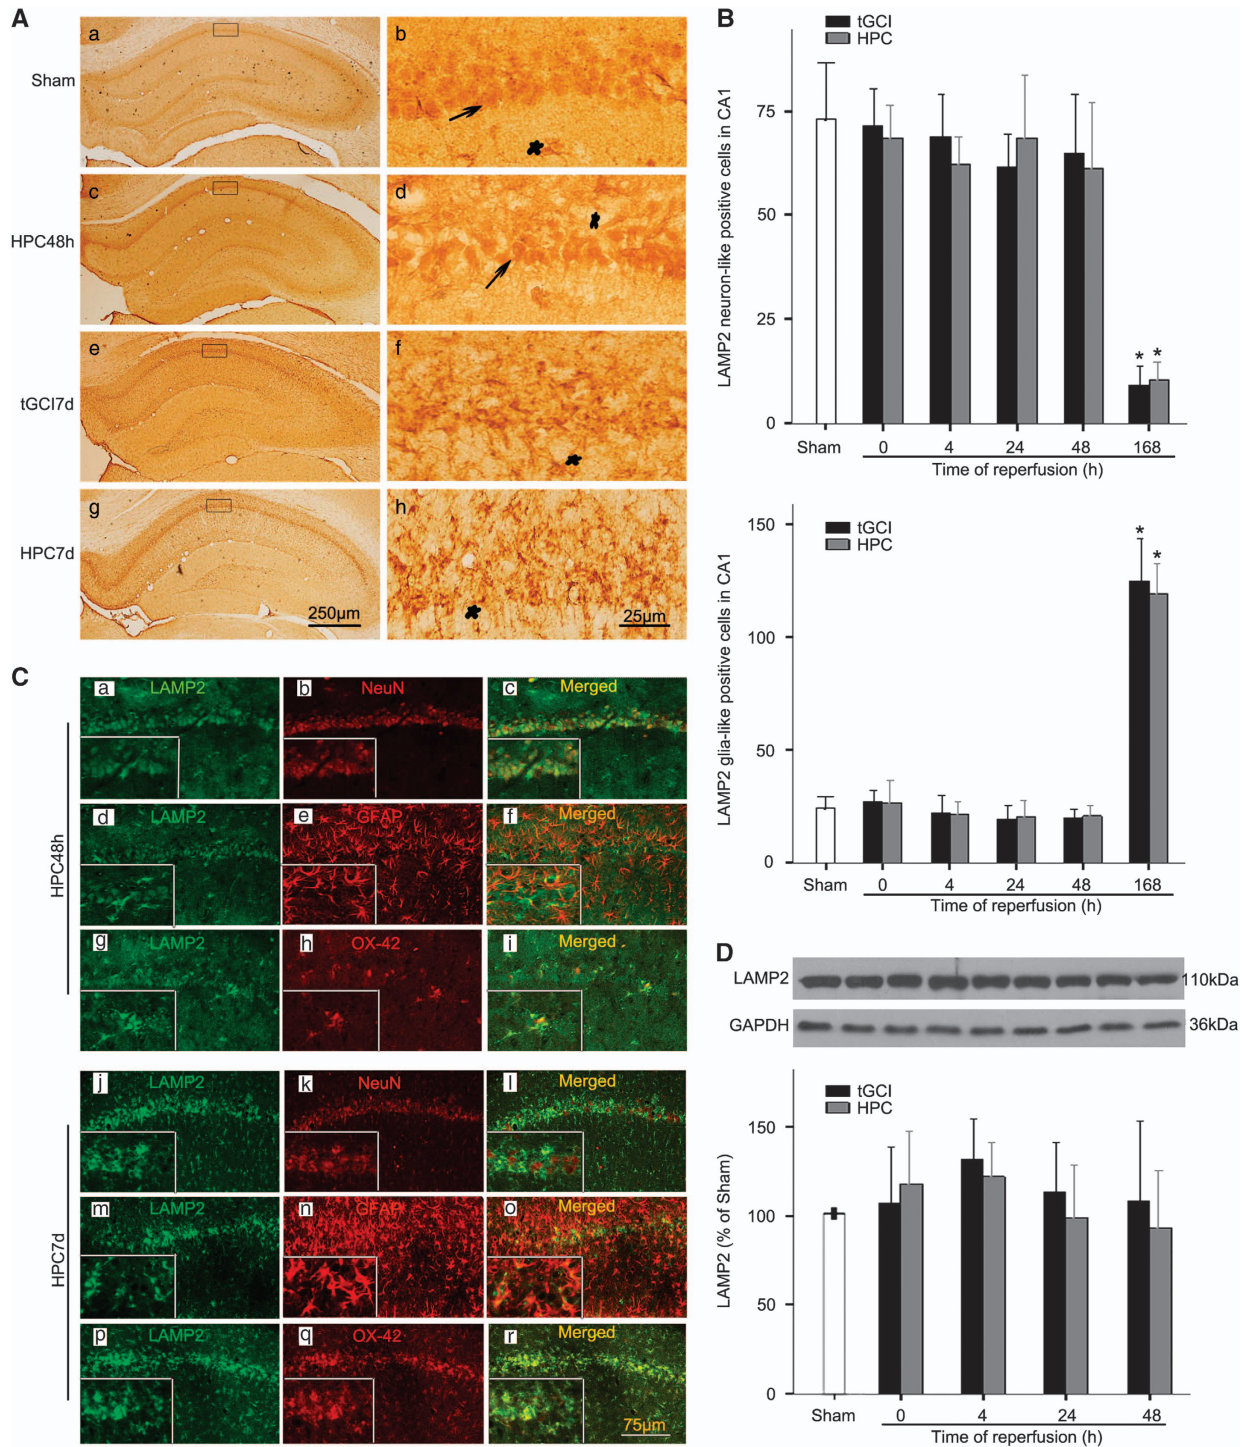 A
a
b
Sham
c
d
HPC48h
e
f
tGCI7d
g
h
HPC7d
250µm
25µm
B
tGCI
HPC
LAMP2 neuron-like positive cells in CA1
75
50
25
0
* *
Sham 0 4 24 48 168
Time of reperfusion (h)
tGCI
HPC
LAMP2 glia-like positive cells in CA1
150
100
50
0
*
*
Sham 0 4 24 48 168
Time of reperfusion (h)
C
HPC48h
a LAMP2 b NeuN c Merged
d LAMP2 e GFAP f Merged
g LAMP2 h OX-42 i Merged
HPC7d
j LAMP2 k NeuN l Merged
m LAMP2 n GFAP o Merged
p LAMP2 q OX-42 r Merged
75µm
D
LAMP2 110kDa
GAPDH 36kDa
tGCI
HPC
LAMP2 (% of Sham)
150
100
50
0
Sham 0 4 24 48
Time of reperfusion (h)